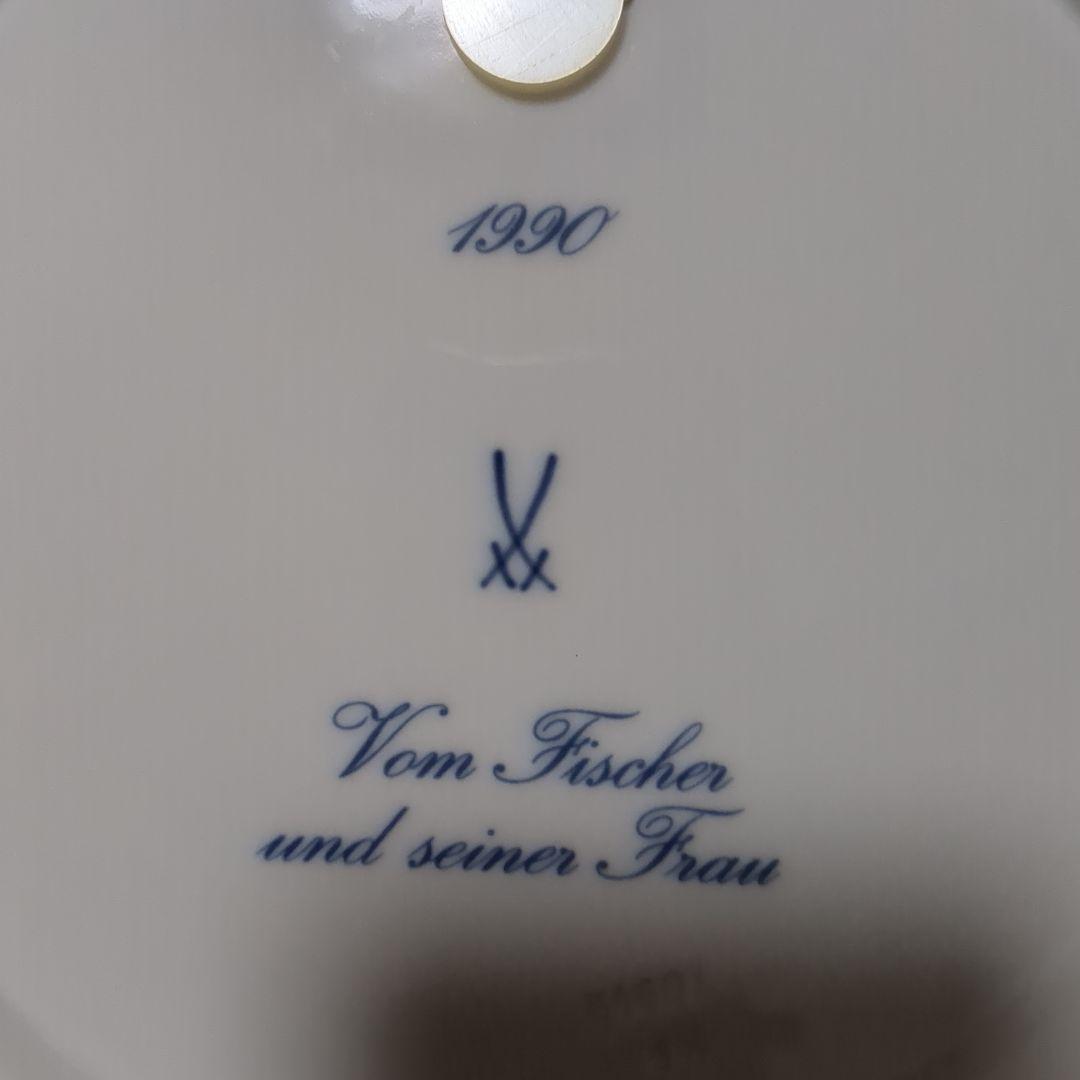 1990
Vom Fischer
und seiner Frau